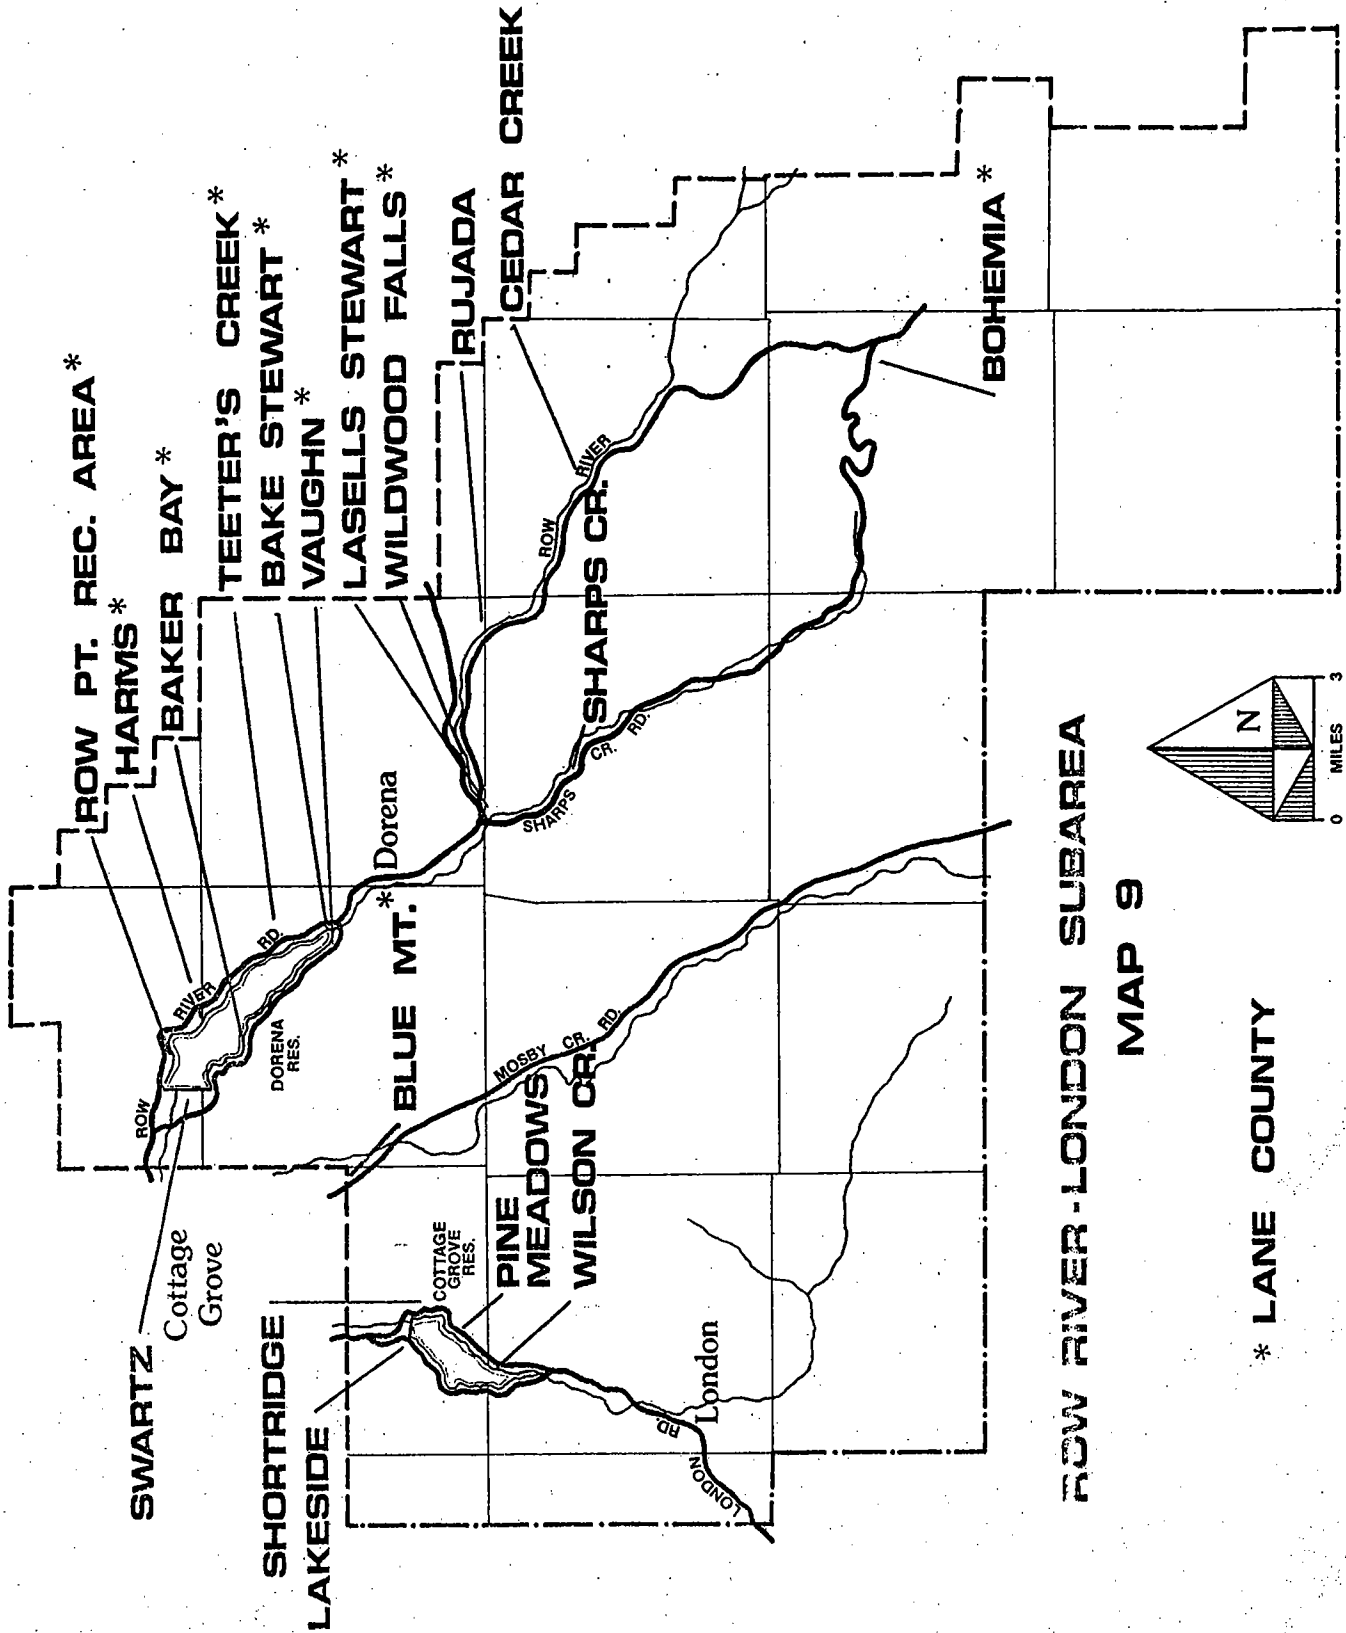 ROW PT. REC. AREA*
HARMS*
BAKER BAY*
TEETER'S CREEK*
BAKE STEWART*
VAUGHN*
LASELLS STEWART*
WILDWOOD FALLS*
RUJADA
CEDAR CREEK
SWARTZ
Cottage
Grove
ROW
RIVER
RD.
DORENA
RES.
Dorena
BLUE MT.*
ROW
RIVER
SHARPS CR.
SHARPS
CR.
RD.
BOHEMIA*
SHORTRIDGE
LAKESIDE
COTTAGE
GROVE
RES.
PINE
MEADOWS
WILSON CR.
MOSBY
CR.
RD.
London
RD.
LONDON
ROW RIVER-LONDON SUBAREA
MAP 9
* LANE COUNTY
N
0
3
MILES